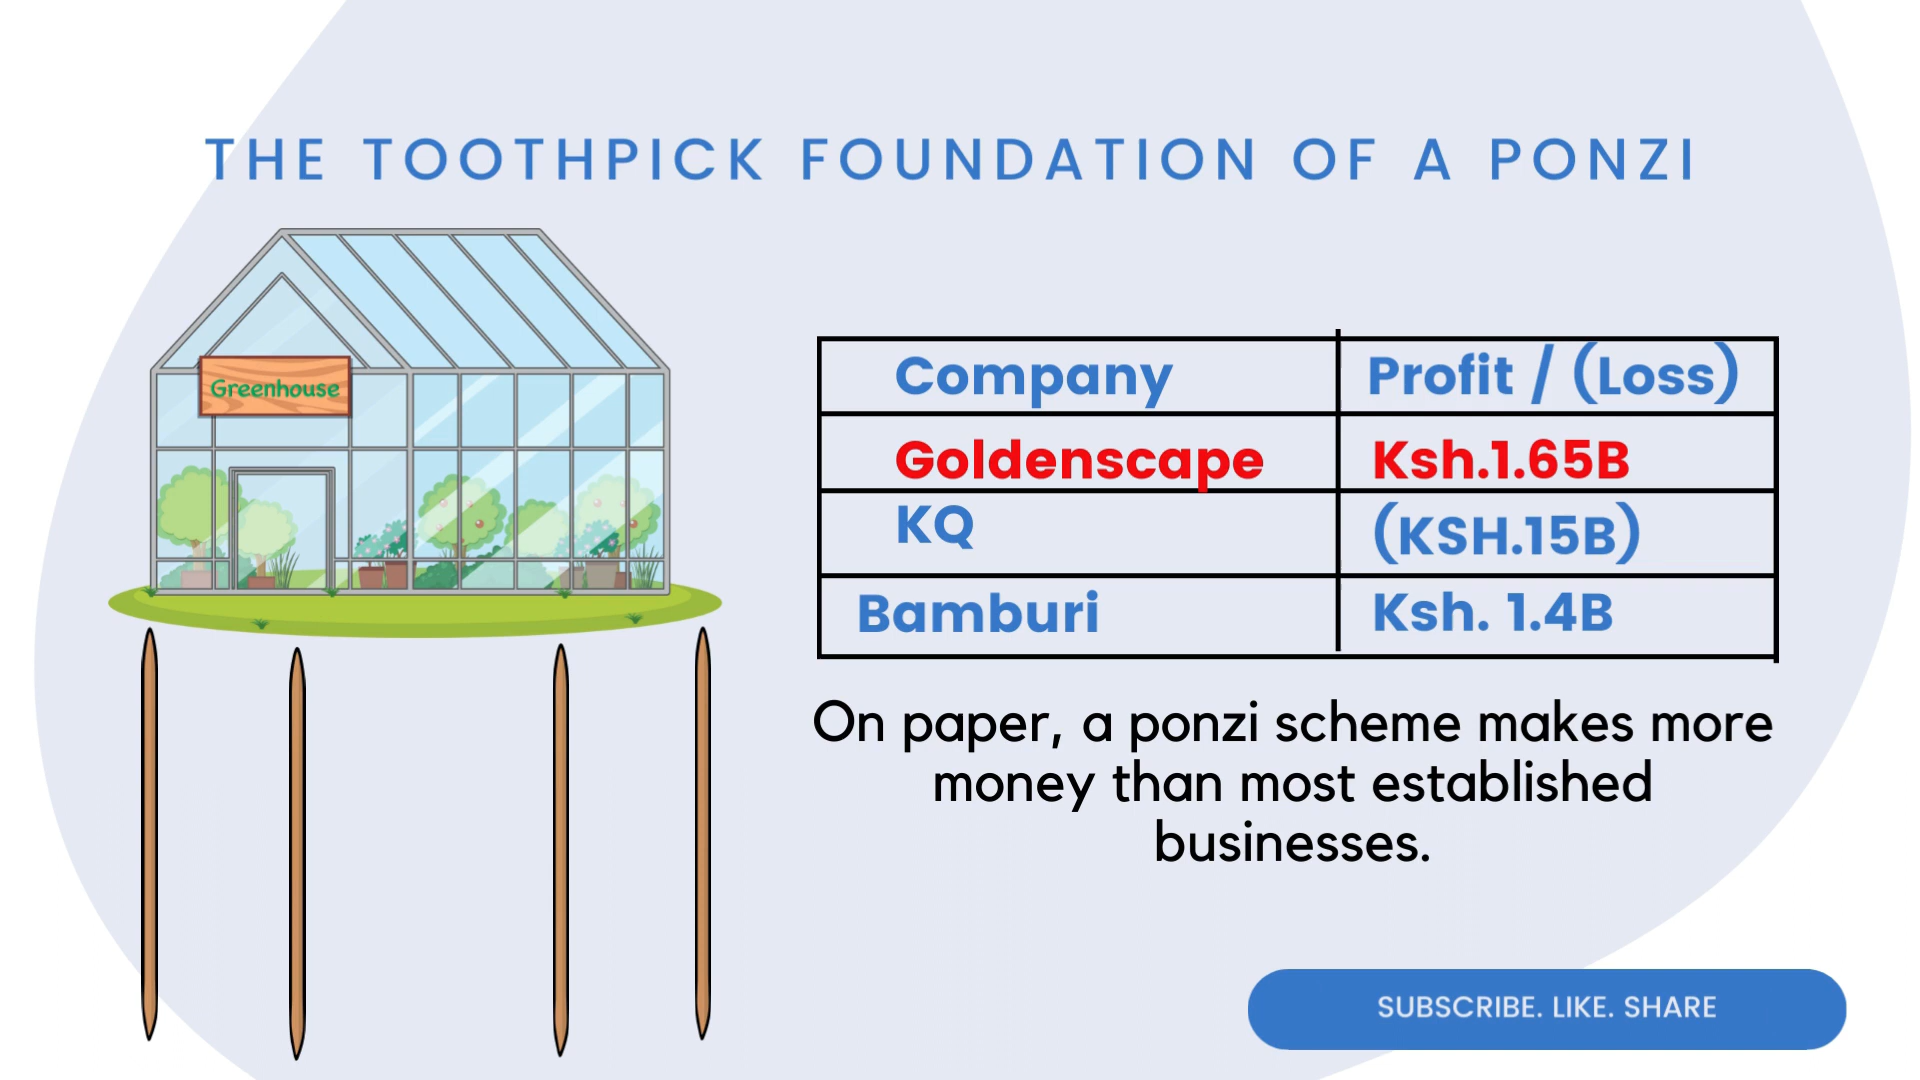 THE TOOTHPICK FOUNDATION OF A PONZI
Greenhouse
Company Profit / (Loss)
Goldenscape Ksh.1.65B
KQ (KSH.15B)
Bamburi Ksh. 1.4B
On paper, a ponzi scheme makes more
money than most established
businesses.
SUBSCRIBE. LIKE. SHARE